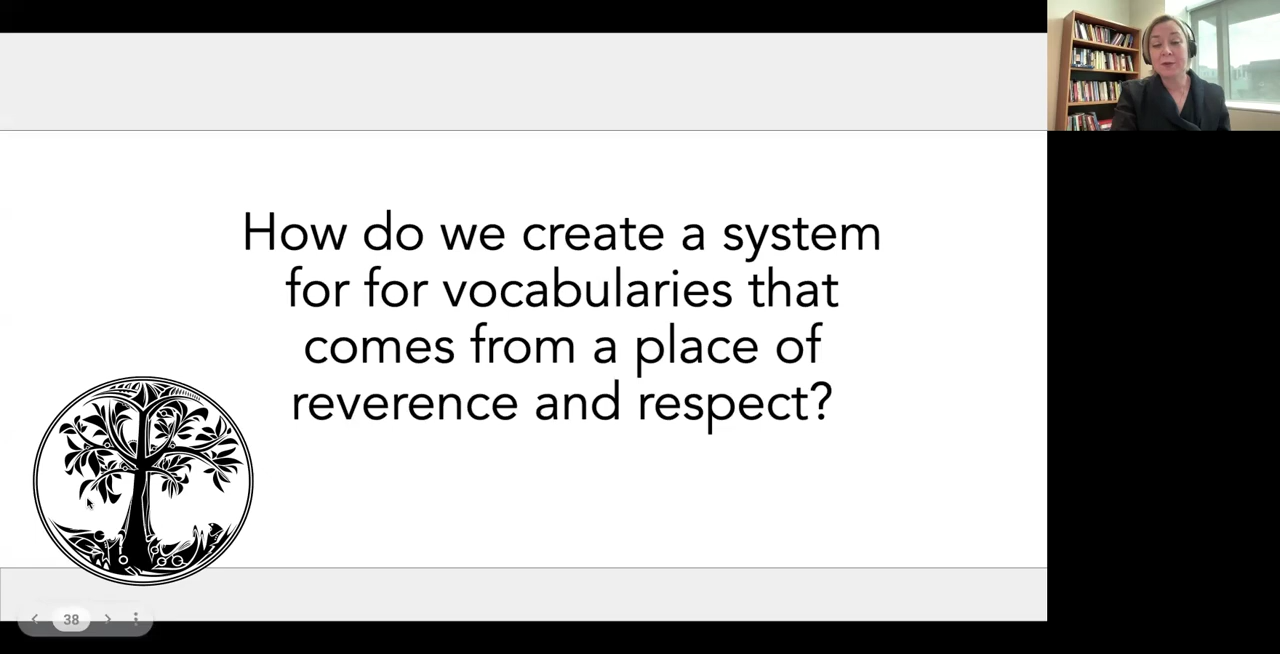 How do we create a system
for for vocabularies that
comes from a place of
reverence and respect?
38